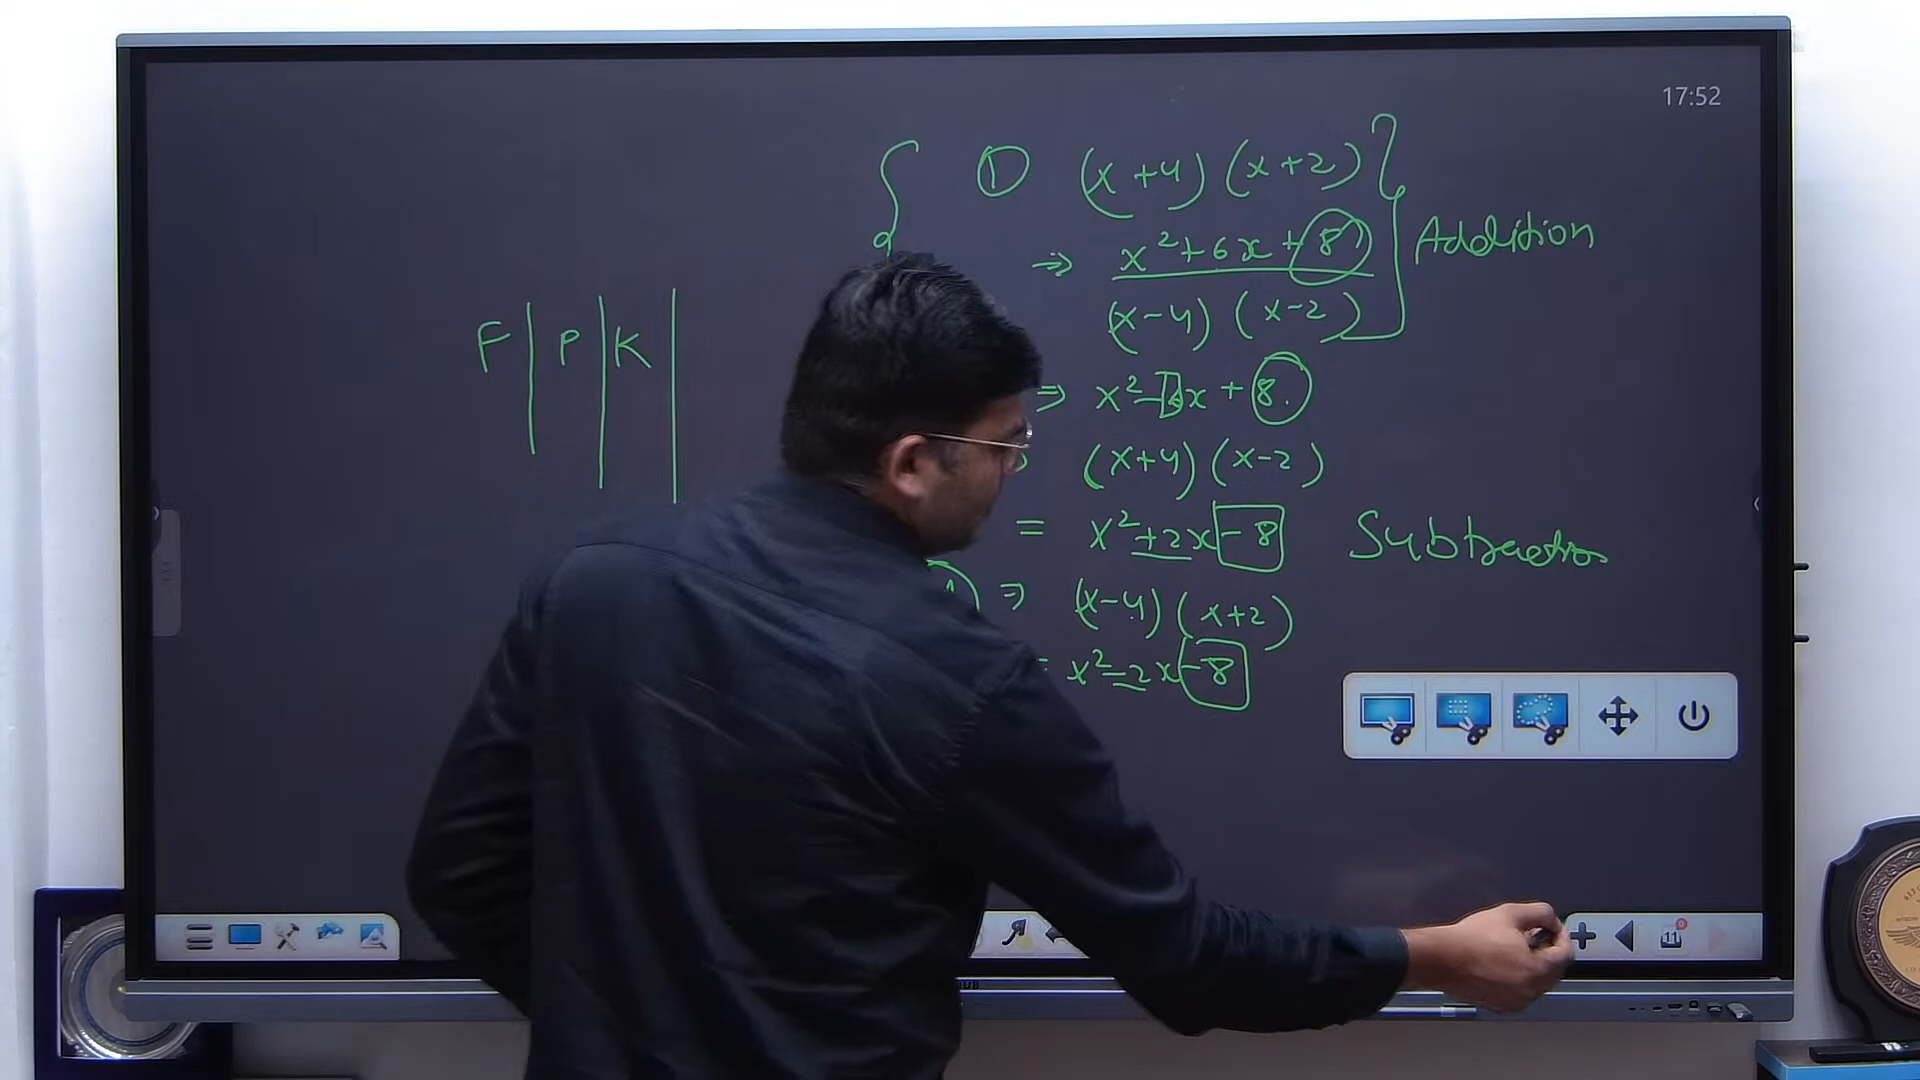 17:52
① (x+4)(x+2)
⇒ x²+6x+8
Addition
(x-4)(x-2)
F | P | K |
⇒ x²-6x+8.
(x+4)(x-2)
= x²+2x-8
Subtraction
⇒ (x-4)(x+2)
= x²-2x-8
11